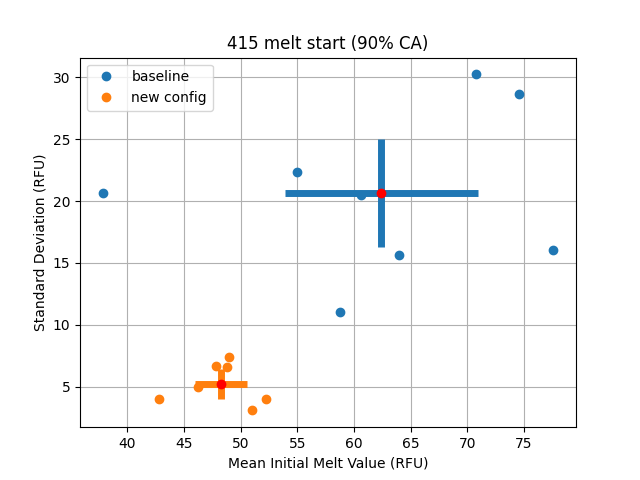 415 melt start (90% CA)
baseline
new config
Standard Deviation (RFU)
30
25
20
15
10
5
40 45 50 55 60 65 70 75
Mean Initial Melt Value (RFU)